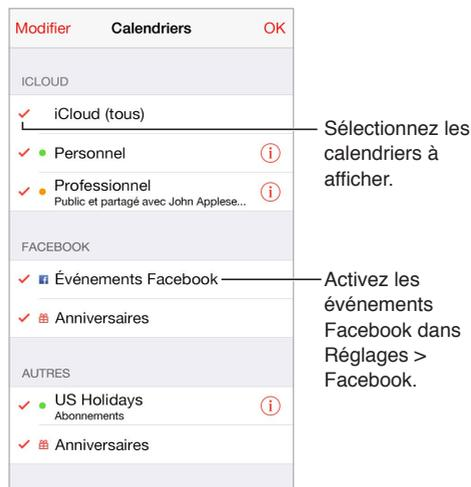 Modifier Calendriers OK
ICLOUD
iCloud (tous)
Personnel
Professionnel
Public et partagé avec John Applese...
FACEBOOK
Événements Facebook
Anniversaires
AUTRES
US Holidays
Abonnements
Anniversaires
Sélectionnez les
calendriers à
afficher.
Activez les
événements
Facebook dans
Réglages >
Facebook.